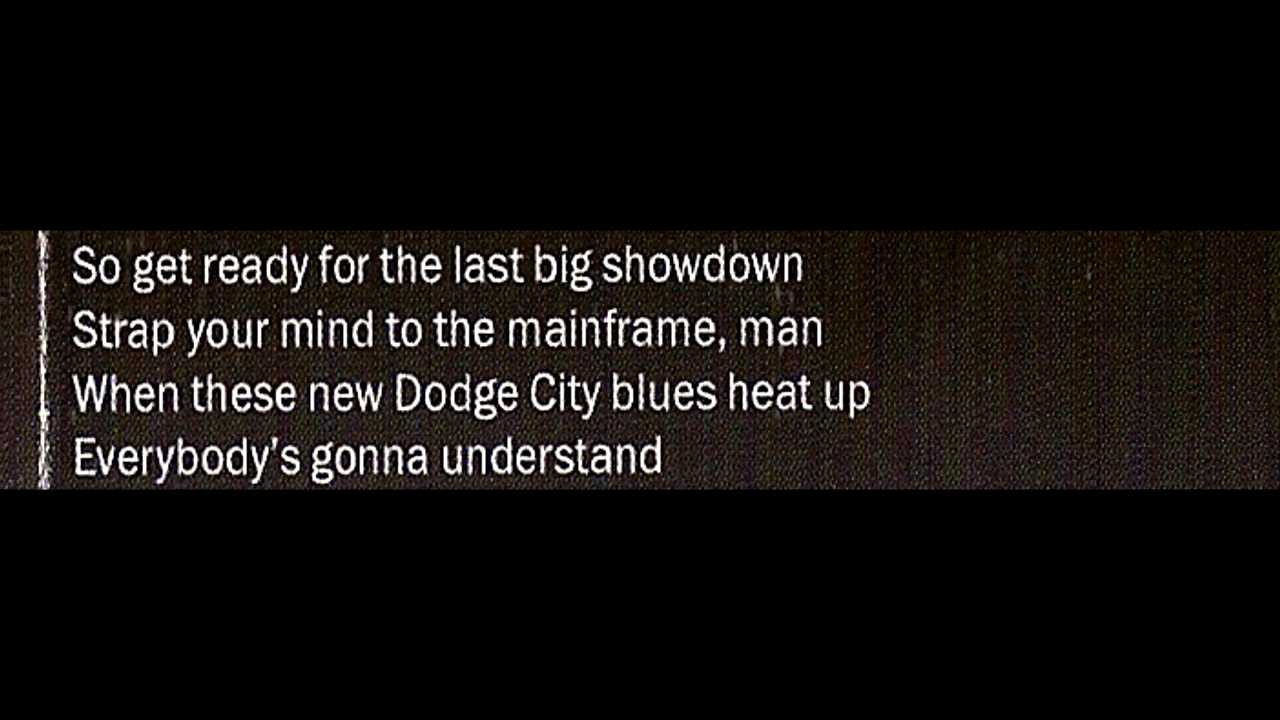 So get ready for the last big showdown
Strap your mind to the mainframe, man
When these new Dodge City blues heat up
Everybody's gonna understand